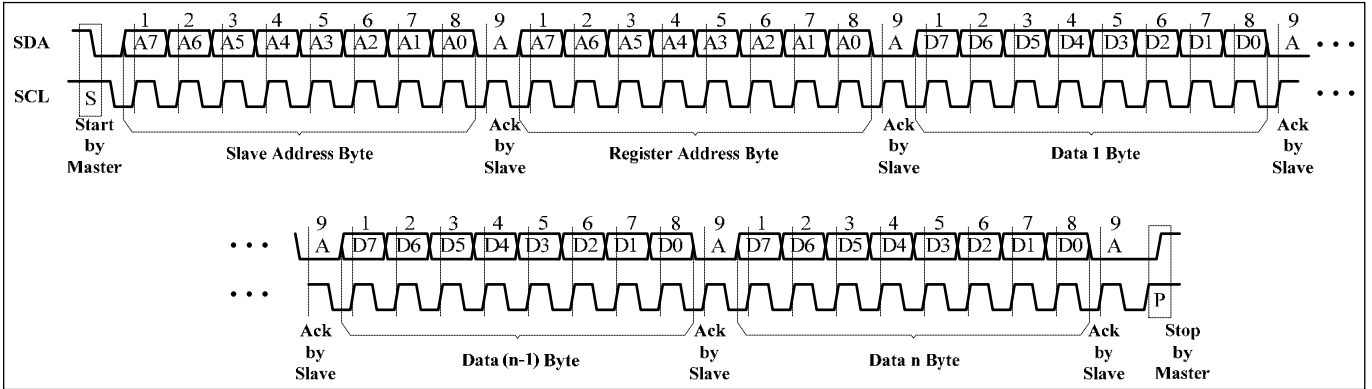 1 2 3 4 5 6 7 8 9 1 2 3 4 5 6 7 8 9 1 2 3 4 5 6 7 8 9
SDA A7 A6 A5 A4 A3 A2 A1 A0 A A7 A6 A5 A4 A3 A2 A1 A0 A D7 D6 D5 D4 D3 D2 D1 D0 A • • •
SCL S • • •
Start by Master
Slave Address Byte
Ack by Slave
Register Address Byte
Ack by Slave
Data 1 Byte
Ack by Slave
9 1 2 3 4 5 6 7 8 9 1 2 3 4 5 6 7 8 9
• • • A D7 D6 D5 D4 D3 D2 D1 D0 A D7 D6 D5 D4 D3 D2 D1 D0 A
• • • P
Ack by Slave
Data (n-1) Byte
Ack by Slave
Data n Byte
Ack by Slave
Stop by Master